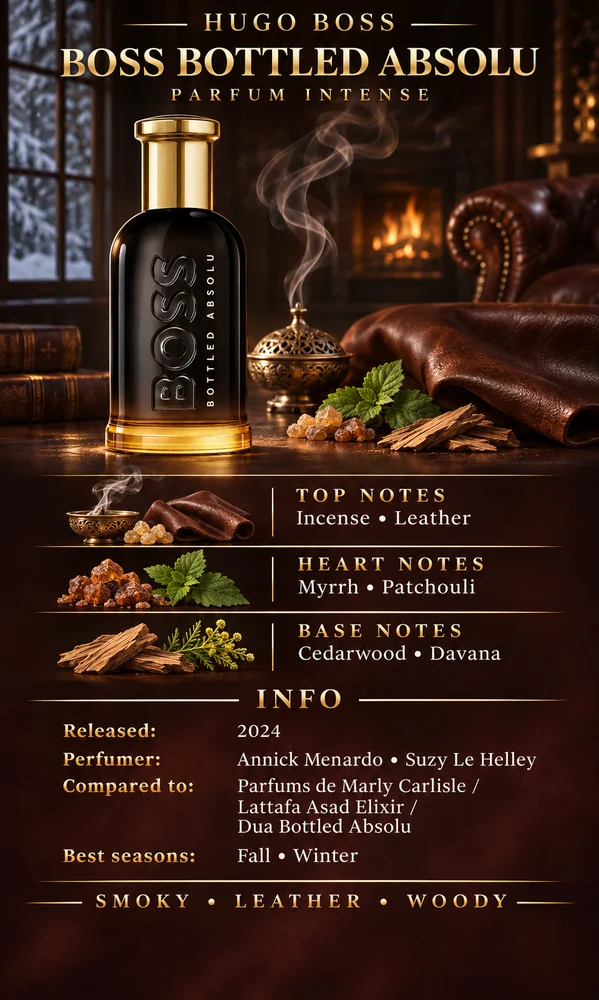 HUGO BOSS
BOSS BOTTLED ABSOLU
PARFUM INTENSE
BOSS
BOTTLED ABSOLU
TOP NOTES
Incense • Leather
HEART NOTES
Myrrh • Patchouli
BASE NOTES
Cedarwood • Davana
INFO
Released: 2024
Perfumer: Annick Menardo • Suzy Le Helley
Compared to: Parfums de Marly Carlisle /
Lattafa Asad Elixir /
Dua Bottled Absolu
Best seasons: Fall • Winter
SMOKY • LEATHER • WOODY